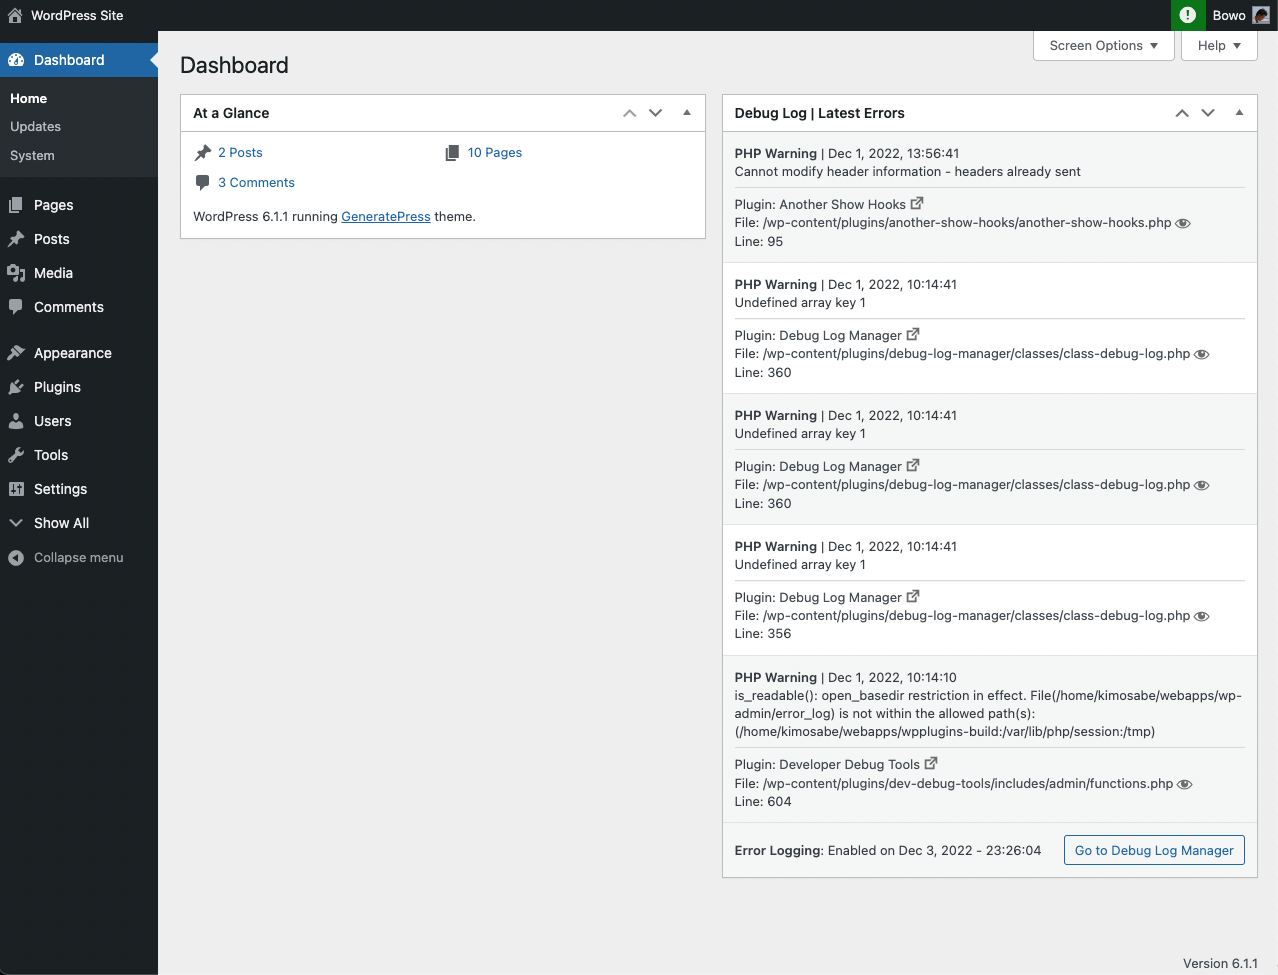 WordPress Site
Bowo
Dashboard
Home
Updates
System
Pages
Posts
Media
Comments
Appearance
Plugins
Users
Tools
Settings
Show All
Collapse menu
Screen Options
Help
Dashboard
At a Glance
2 Posts
10 Pages
3 Comments
WordPress 6.1.1 running GeneratePress theme.
Debug Log | Latest Errors
PHP Warning | Dec 1, 2022, 13:56:41
Cannot modify header information - headers already sent
Plugin: Another Show Hooks
File: /wp-content/plugins/another-show-hooks/another-show-hooks.php
Line: 95
PHP Warning | Dec 1, 2022, 10:14:41
Undefined array key 1
Plugin: Debug Log Manager
File: /wp-content/plugins/debug-log-manager/classes/class-debug-log.php
Line: 360
PHP Warning | Dec 1, 2022, 10:14:41
Undefined array key 1
Plugin: Debug Log Manager
File: /wp-content/plugins/debug-log-manager/classes/class-debug-log.php
Line: 360
PHP Warning | Dec 1, 2022, 10:14:41
Undefined array key 1
Plugin: Debug Log Manager
File: /wp-content/plugins/debug-log-manager/classes/class-debug-log.php
Line: 356
PHP Warning | Dec 1, 2022, 10:14:10
is_readable(): open_basedir restriction in effect. File(/home/kimosabe/webapps/wp-
admin/error_log) is not within the allowed path(s):
(/home/kimosabe/webapps/wpplugins-build:/var/lib/php/session:/tmp)
Plugin: Developer Debug Tools
File: /wp-content/plugins/dev-debug-tools/includes/admin/functions.php
Line: 604
Error Logging: Enabled on Dec 3, 2022 - 23:26:04
Go to Debug Log Manager
Version 6.1.1